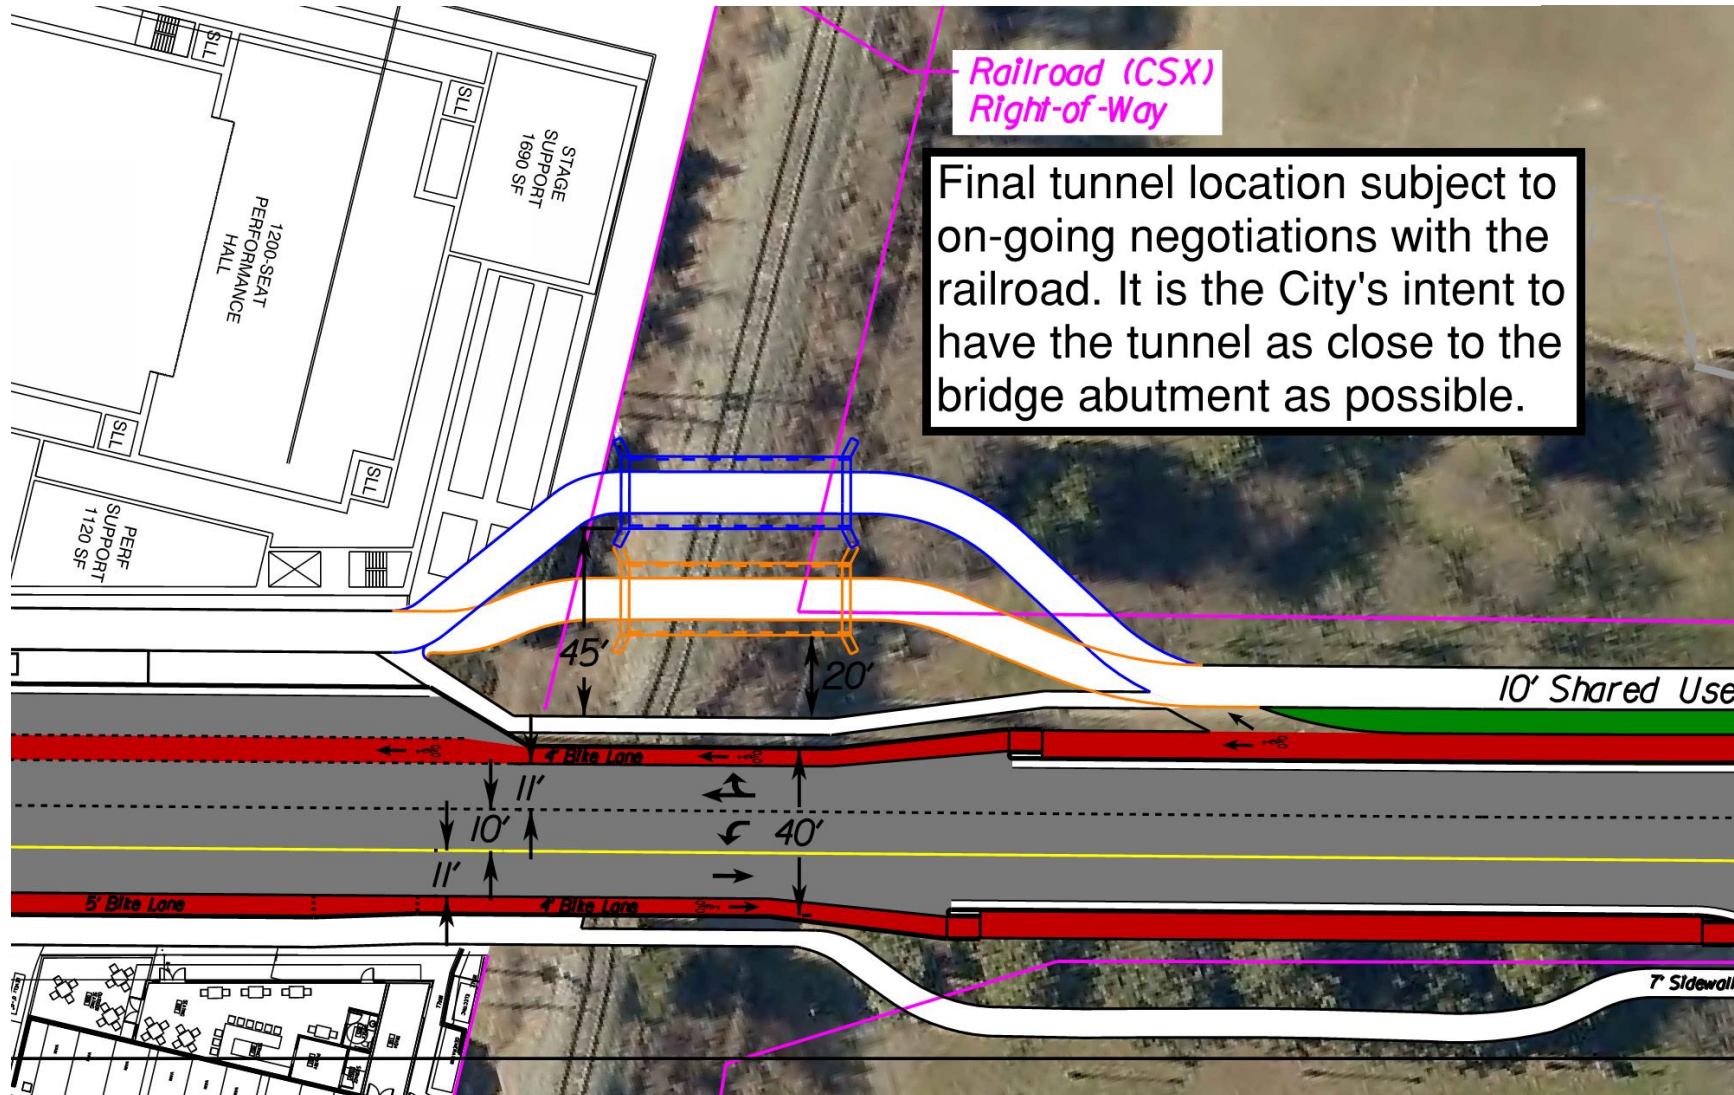 SLL
SLL
STAGE
SUPPORT
1690 SF
1200-SEAT
PERFORMANCE
HALL
SLL
SLL
PERF
SUPPORT
1120 SF
Railroad (CSX)
Right-of-Way
Final tunnel location subject to
on-going negotiations with the
railroad. It is the City's intent to
have the tunnel as close to the
bridge abutment as possible.
45'
20'
10' Shared Use
4' Bike Lane
11'
10'
40'
11'
5' Bike Lane
4' Bike Lane
7' Sidewal